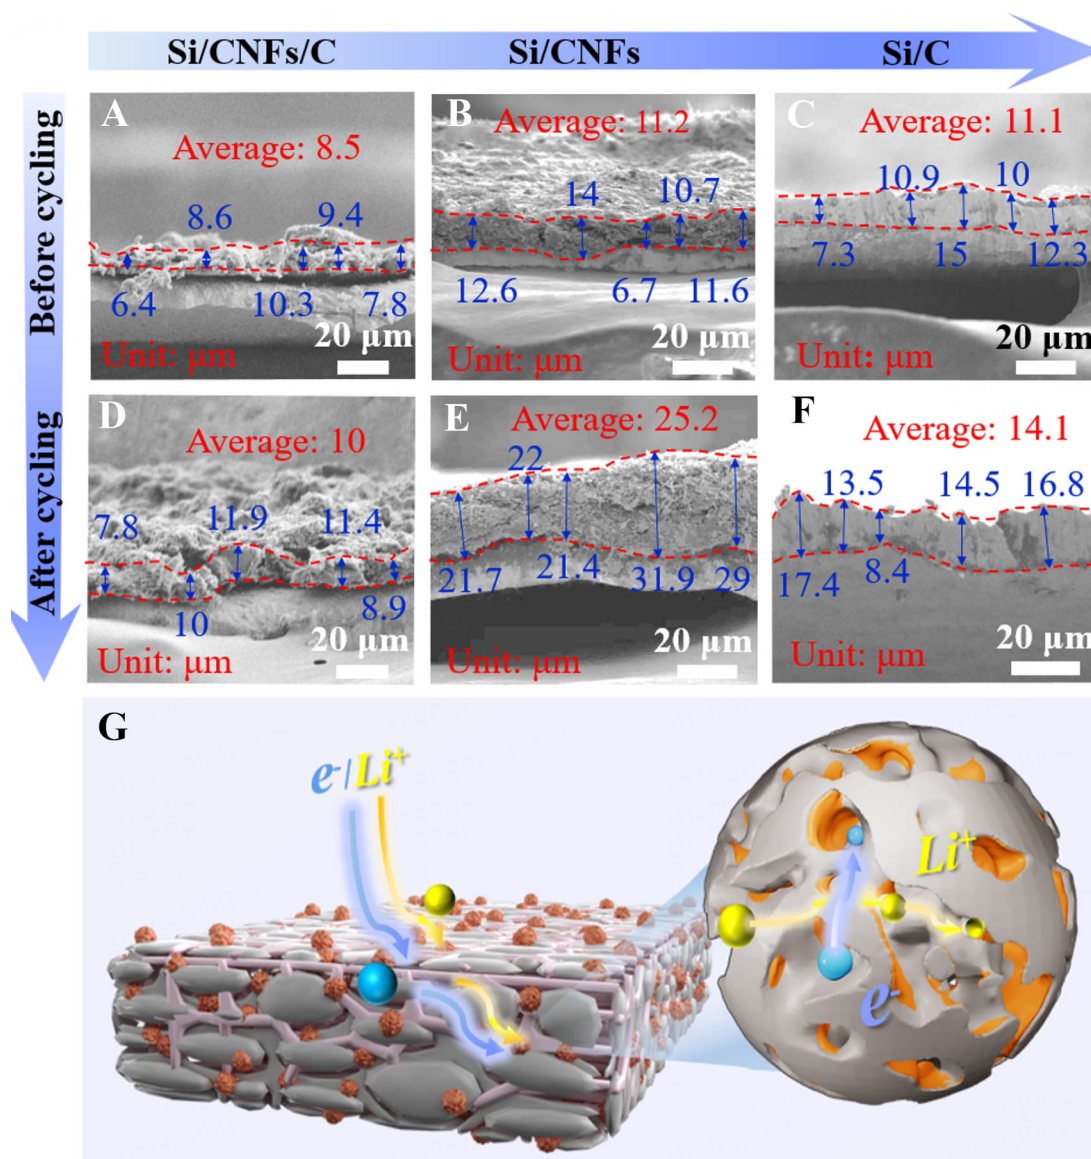 Si/CNFs/C
Si/CNFs
Si/C
Before cycling
After cycling
A
Average: 8.5
8.6
9.4
6.4
10.3
7.8
20 µm
Unit: µm
B
Average: 11.2
14
10.7
12.6
6.7
11.6
20 µm
Unit: µm
C
Average: 11.1
10.9
10
7.3
15
12.3
20 µm
Unit: µm
D
Average: 10
7.8
11.9
11.4
10
8.9
20 µm
Unit: µm
E
Average: 25.2
22
21.7
21.4
31.9
29
20 µm
Unit: µm
F
Average: 14.1
13.5
14.5
16.8
17.4
8.4
20 µm
Unit: µm
G
e-/Li+
Li+
e-